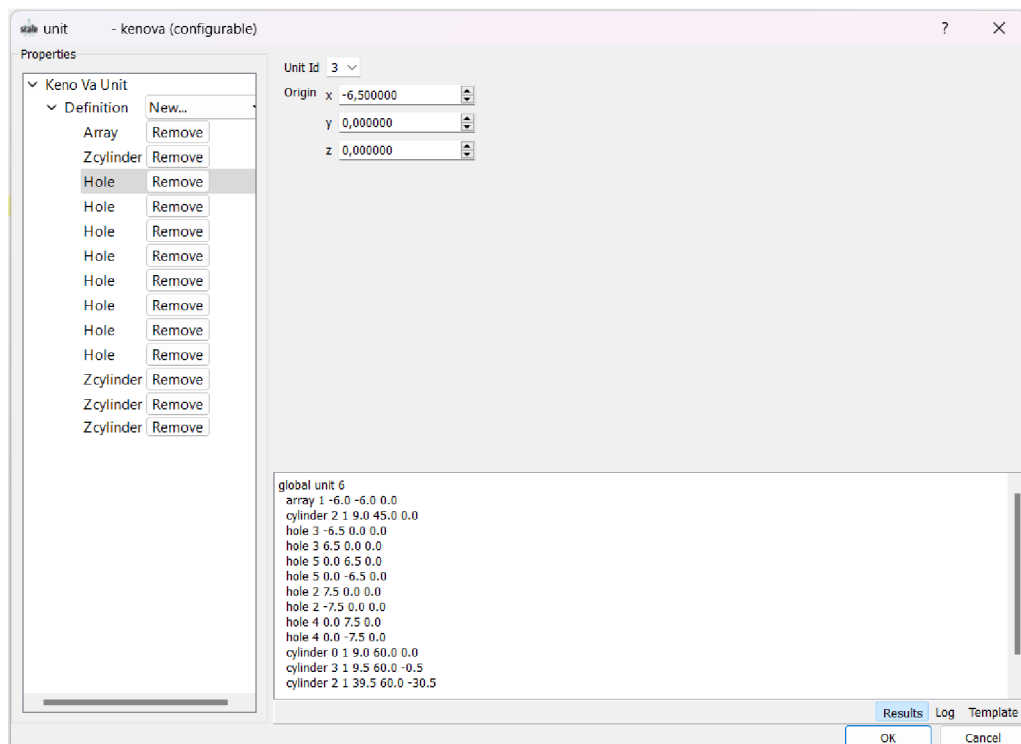 scale unit - kenova (configurable) ? ×
Properties
Keno Va Unit
Definition New...
Array Remove
Zcylinder Remove
Hole Remove
Hole Remove
Hole Remove
Hole Remove
Hole Remove
Hole Remove
Hole Remove
Hole Remove
Zcylinder Remove
Zcylinder Remove
Zcylinder Remove
Unit Id 3
Origin x -6,500000
y 0,000000
z 0,000000
global unit 6
array 1 -6.0 -6.0 0.0
cylinder 2 1 9.0 45.0 0.0
hole 3 -6.5 0.0 0.0
hole 3 6.5 0.0 0.0
hole 5 0.0 6.5 0.0
hole 5 0.0 -6.5 0.0
hole 2 7.5 0.0 0.0
hole 2 -7.5 0.0 0.0
hole 4 0.0 7.5 0.0
hole 4 0.0 -7.5 0.0
cylinder 0 1 9.0 60.0 0.0
cylinder 3 1 9.5 60.0 -0.5
cylinder 2 1 39.5 60.0 -30.5
Results Log Template
OK Cancel